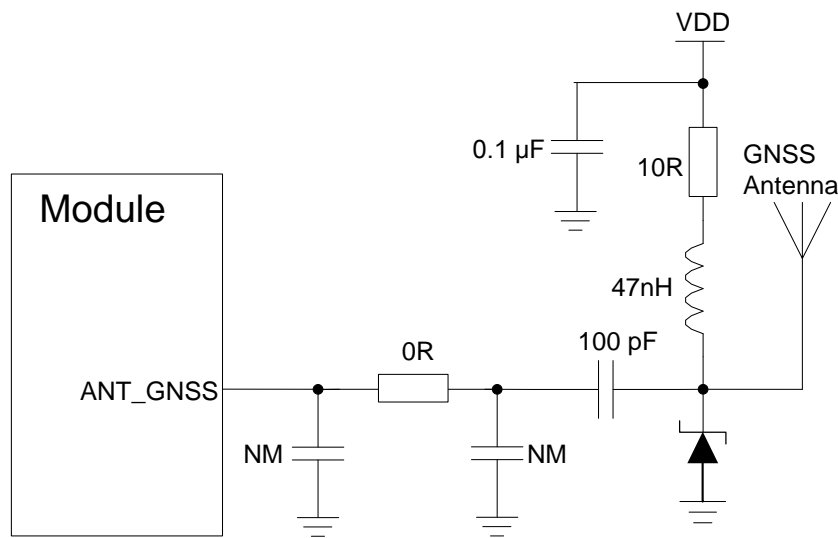 VDD
0.1 µF
10R
GNSS
Antenna
Module
47nH
100 pF
0R
ANT_GNSS
NM
NM